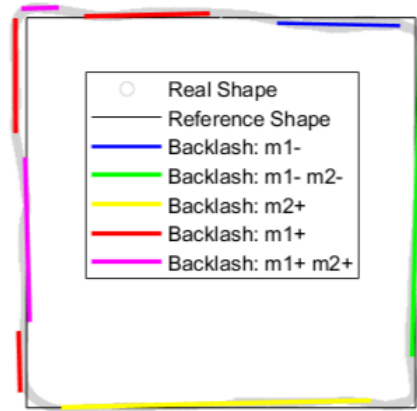 Real Shape
Reference Shape
Backlash: m1-
Backlash: m1- m2-
Backlash: m2+
Backlash: m1+
Backlash: m1+ m2+